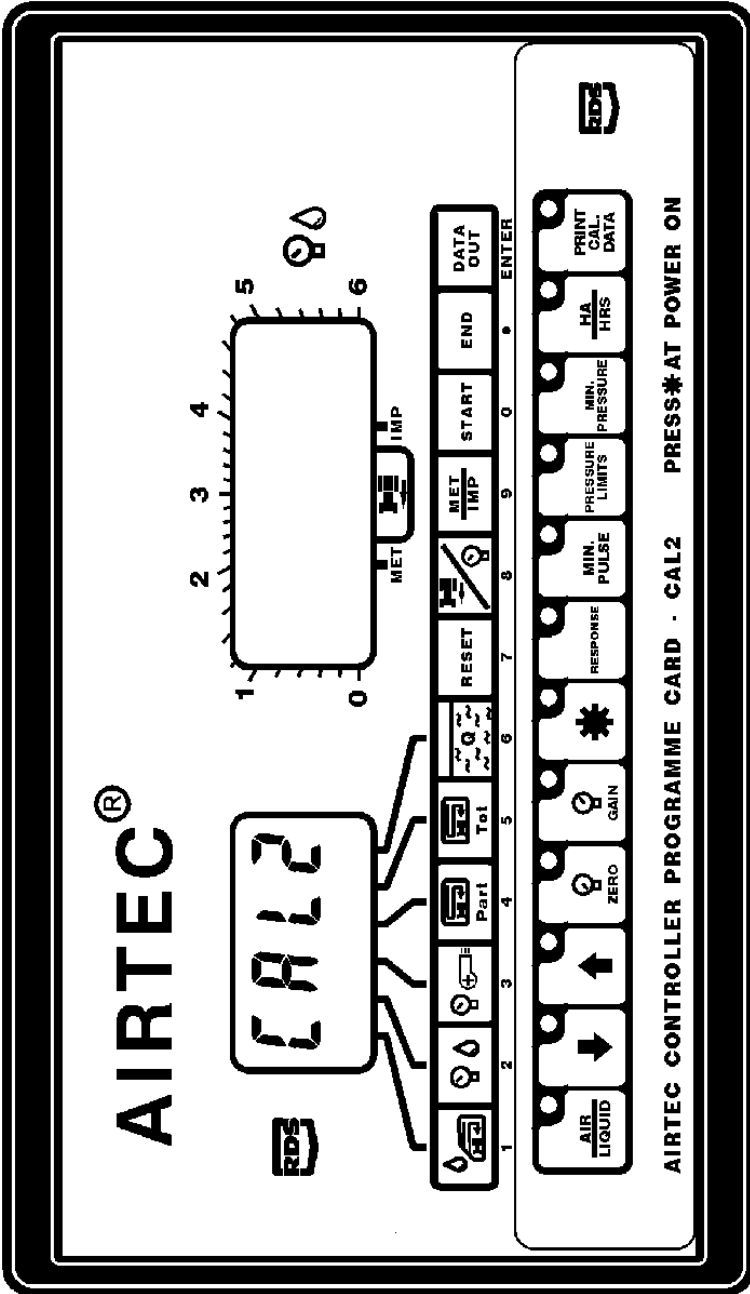 AIRTEC®
RDS
CAL2
1 2 3 4 5 6
0 6
MET IMP
Part Tot Q RESET MET IMP START END DATA OUT
1 2 3 4 5 6 7 8 9 0 • ENTER
AIR LIQUID
ZERO
GAIN
RESPONSE
MIN. PULSE
PRESSURE LIMITS
MIN. PRESSURE
HA HRS
PRINT CAL. DATA
RDS
AIRTEC CONTROLLER PROGRAMME CARD - CAL2 PRESS✱AT POWER ON